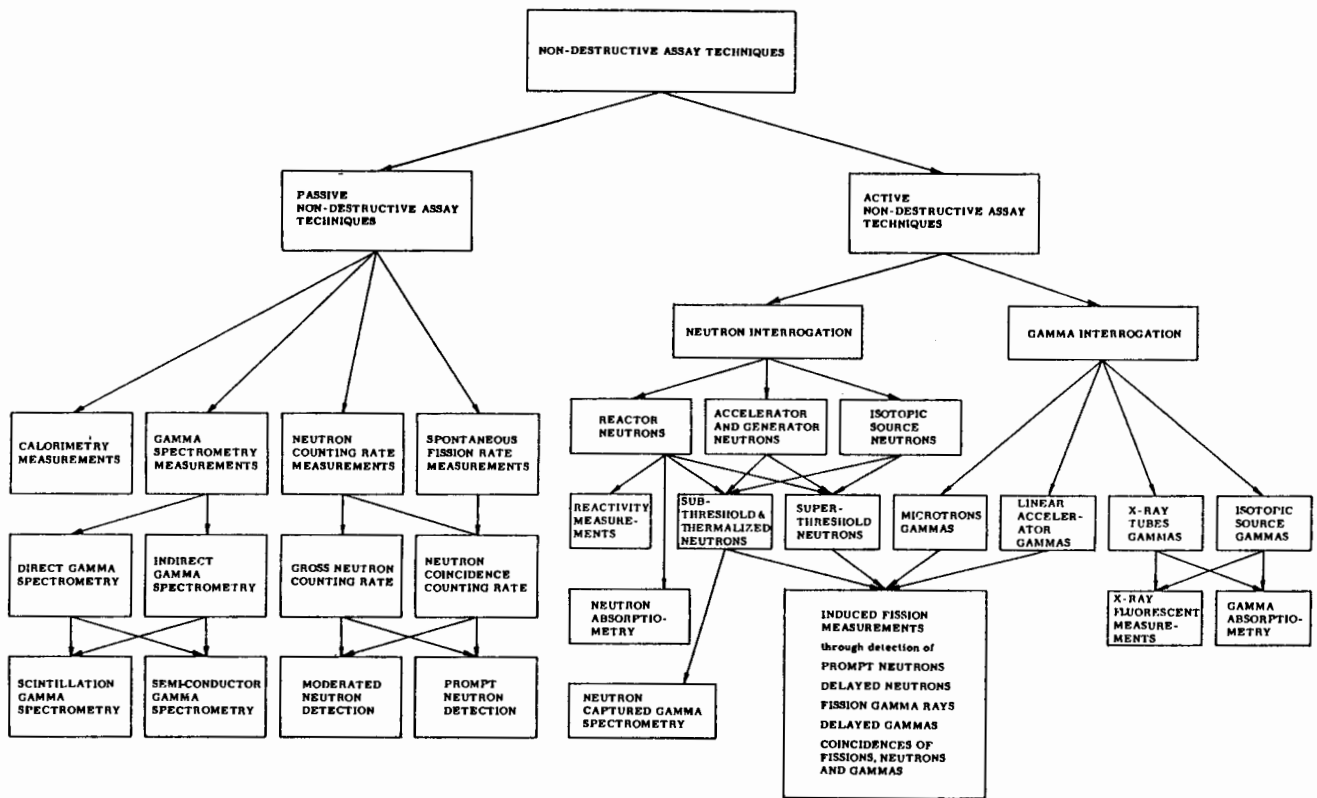 NON-DESTRUCTIVE ASSAY TECHNIQUES
PASSIVE
NON-DESTRUCTIVE ASSAY
TECHNIQUES
ACTIVE
NON-DESTRUCTIVE ASSAY
TECHNIQUES
NEUTRON INTERROGATION
GAMMA INTERROGATION
CALORIMETRY
MEASUREMENTS
GAMMA
SPECTROMETRY
MEASUREMENTS
NEUTRON
COUNTING RATE
MEASUREMENTS
SPONTANEOUS
FISSION RATE
MEASUREMENTS
REACTOR
NEUTRONS
ACCELERATOR
AND GENERATOR
NEUTRONS
ISOTOPIC
SOURCE
NEUTRONS
REACTIVITY
MEASURE-
MENTS
SUB-
THRESHOLD &
THERMALIZED
NEUTRONS
SUPER-
THRESHOLD
NEUTRONS
MICROTRONS
GAMMAS
LINEAR
ACCELER-
ATOR
GAMMAS
X-RAY
TUBES
GAMMAS
ISOTOPIC
SOURCE
GAMMAS
DIRECT GAMMA
SPECTROMETRY
INDIRECT
GAMMA
SPECTROMETRY
GROSS NEUTRON
COUNTING RATE
NEUTRON
COINCIDENCE
COUNTING RATE
NEUTRON
ABSORPTIO-
METRY
INDUCED FISSION
MEASUREMENTS
through detection of
PROMPT NEUTRONS
DELAYED NEUTRONS
FISSION GAMMA RAYS
DELAYED GAMMAS
COINCIDENCES OF
FISSIONS, NEUTRONS
AND GAMMAS
X-RAY
FLUORESCENT
MEASURE-
MENTS
GAMMA
ABSORPTIO-
METRY
SCINTILLATION
GAMMA
SPECTROMETRY
SEMI-CONDUCTOR
GAMMA
SPECTROMETRY
MODERATED
NEUTRON
DETECTION
PROMPT
NEUTRON
DETECTION
NEUTRON
CAPTURED GAMMA
SPECTROMETRY